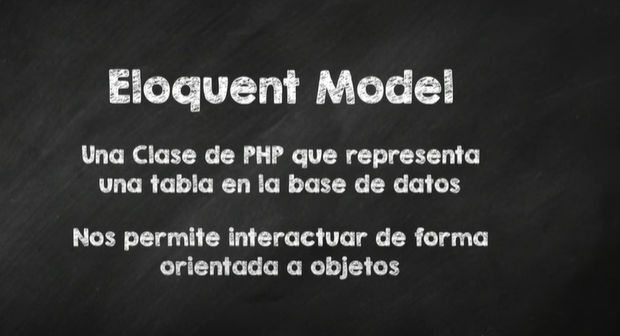 Eloquent Model
Una Clase de PHP que representa
una tabla en la base de datos
Nos permite interactuar de forma
orientada a objetos